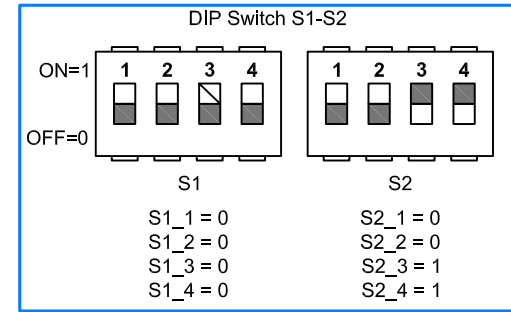 DIP Switch S1-S2
ON=1 1 2 3 4 1 2 3 4
OFF=0
S1 S2
S1_1 = 0 S2_1 = 0
S1_2 = 0 S2_2 = 0
S1_3 = 0 S2_3 = 1
S1_4 = 0 S2_4 = 1